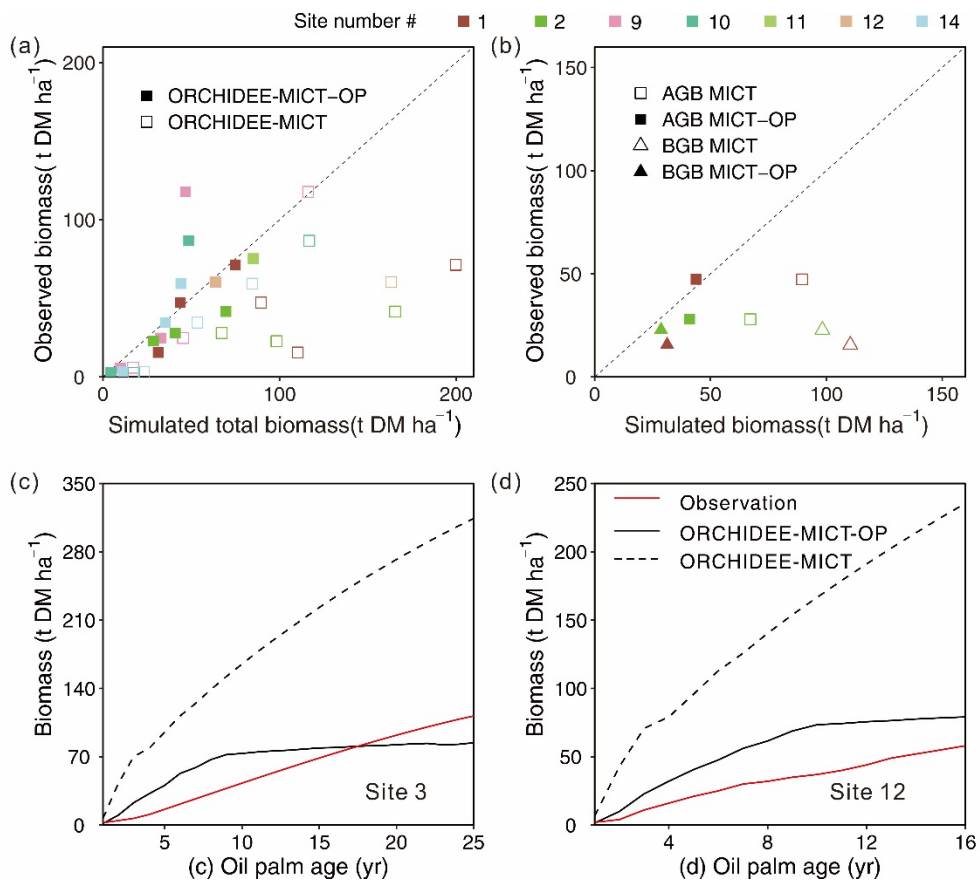 Site number # 1 2 9 10 11 12 14
(a)
200
100
0
0 100 200
Observed biomass( t DM ha⁻¹)
Simulated total biomass(t DM ha⁻¹)
ORCHIDEE-MICT–OP
ORCHIDEE-MICT
(b)
150
100
50
0
0 50 100 150
Observed biomass(t DM ha⁻¹)
Simulated biomass(t DM ha⁻¹)
AGB MICT
AGB MICT–OP
BGB MICT
BGB MICT–OP
(c)
350
280
210
140
70
0
5 10 15 20 25
Biomass (t DM ha⁻¹)
Site 3
(c) Oil palm age (yr)
(d)
250
200
150
100
50
0
4 8 12 16
Biomass (t DM ha⁻¹)
Observation
ORCHIDEE-MICT-OP
ORCHIDEE-MICT
Site 12
(d) Oil palm age (yr)